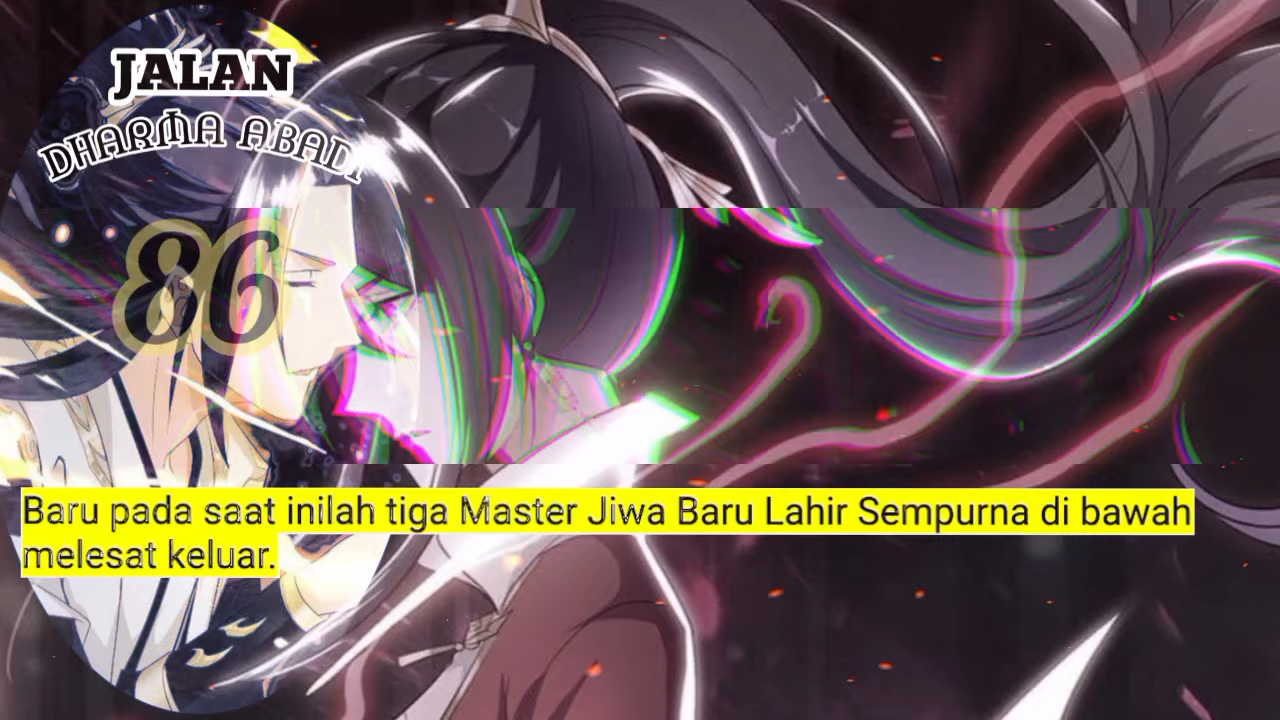 JALAN
DHARMA ABADI
86
Baru pada saat inilah tiga Master Jiwa Baru Lahir Sempurna di bawah
melesat keluar.